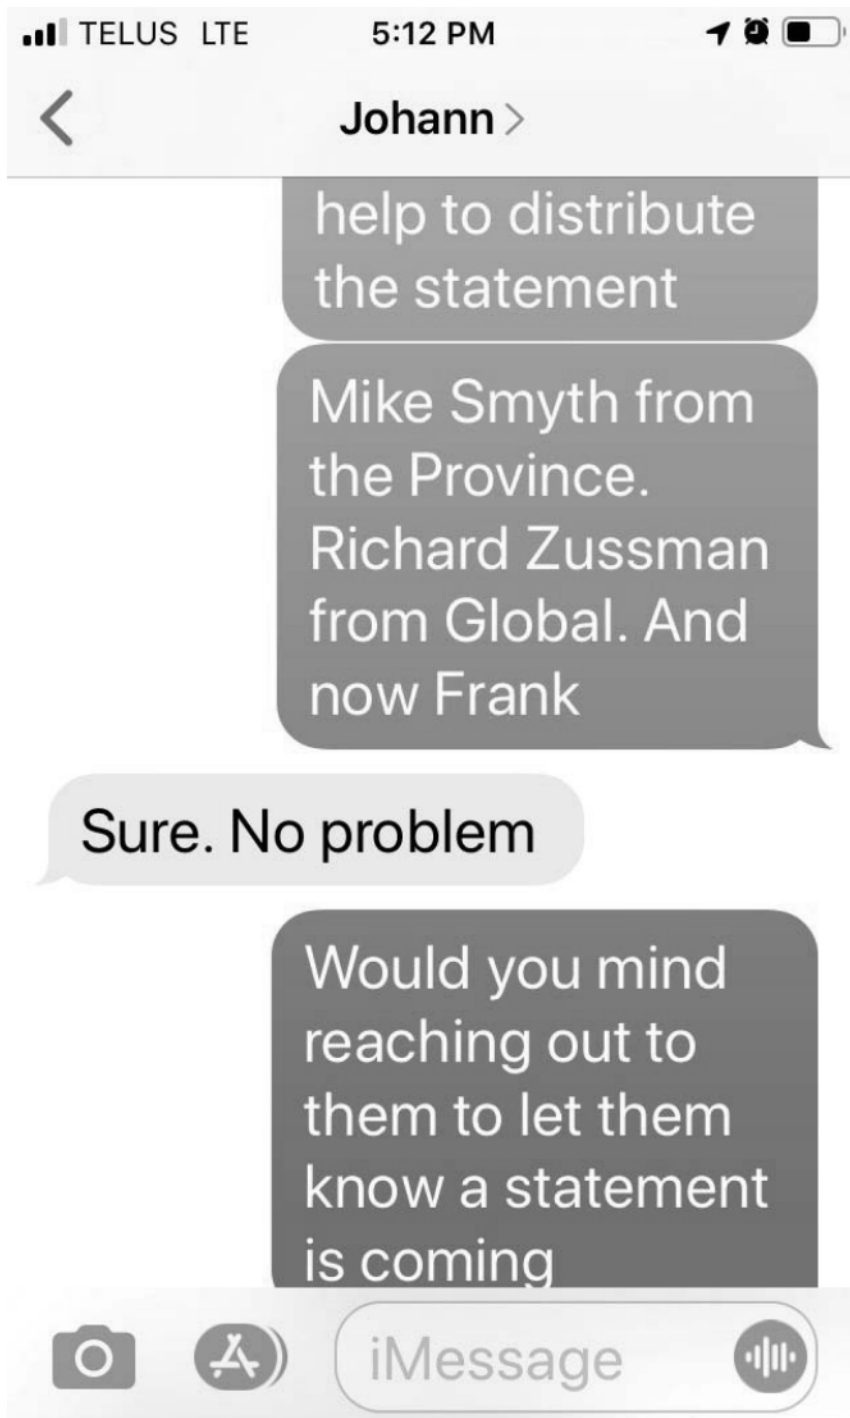 TELUS LTE 5:12 PM
Johann
help to distribute
the statement
Mike Smyth from
the Province.
Richard Zussman
from Global. And
now Frank
Sure. No problem
Would you mind
reaching out to
them to let them
know a statement
is coming
iMessage